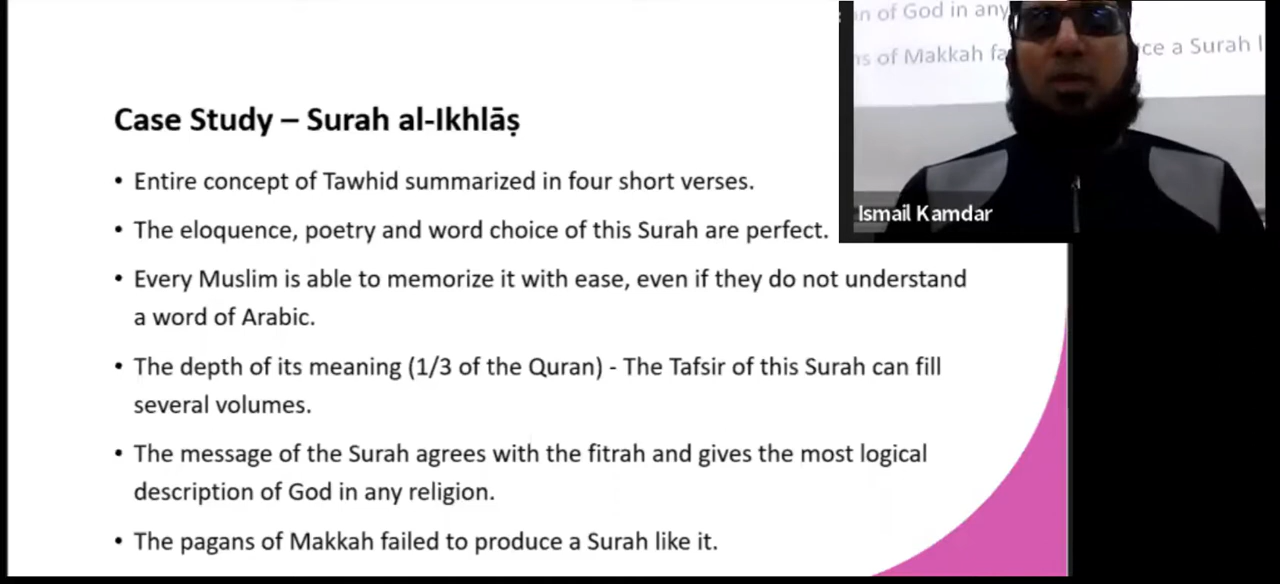 Case Study – Surah al-Ikhlāṣ
• Entire concept of Tawhid summarized in four short verses.
• The eloquence, poetry and word choice of this Surah are perfect.
• Every Muslim is able to memorize it with ease, even if they do not understand
a word of Arabic.
• The depth of its meaning (1/3 of the Quran) - The Tafsir of this Surah can fill
several volumes.
• The message of the Surah agrees with the fitrah and gives the most logical
description of God in any religion.
• The pagans of Makkah failed to produce a Surah like it.
of God in any
of Makkah
a Surah
Ismail Kamdar